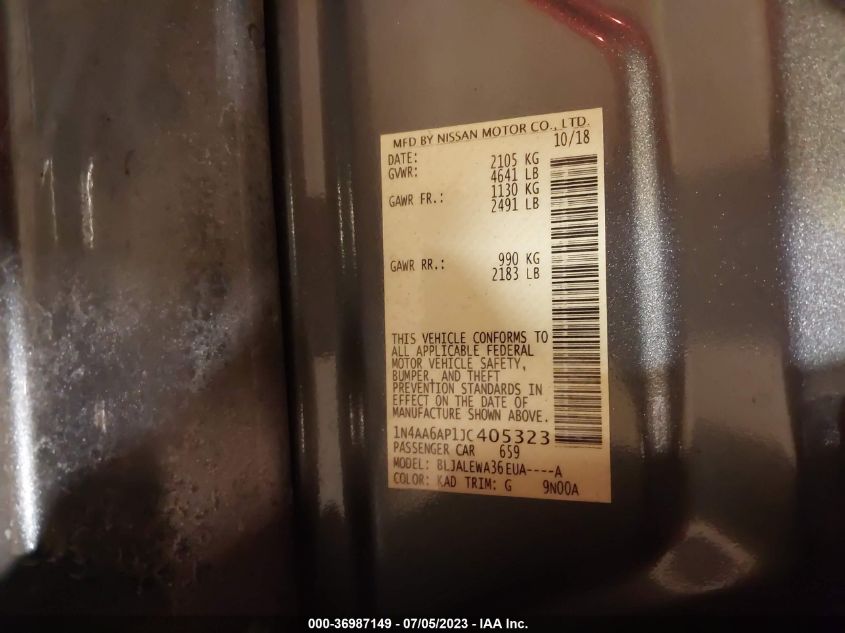 MFD BY NISSAN MOTOR CO., LTD.
10/18
DATE: 2105 KG
GVWR: 4641 LB
GAWR FR.: 1130 KG
2491 LB
GAWR RR.: 990 KG
2183 LB
THIS VEHICLE CONFORMS TO
ALL APPLICABLE FEDERAL
MOTOR VEHICLE SAFETY,
BUMPER, AND THEFT
PREVENTION STANDARDS IN
EFFECT ON THE DATE OF
MANUFACTURE SHOWN ABOVE.
1N4AA6AP1JC405323
PASSENGER CAR 659
MODEL: BLJALEWA36EUA----A
COLOR: KAD TRIM: G 9N00A
000-36987149 - 07/05/2023 - IAA Inc.